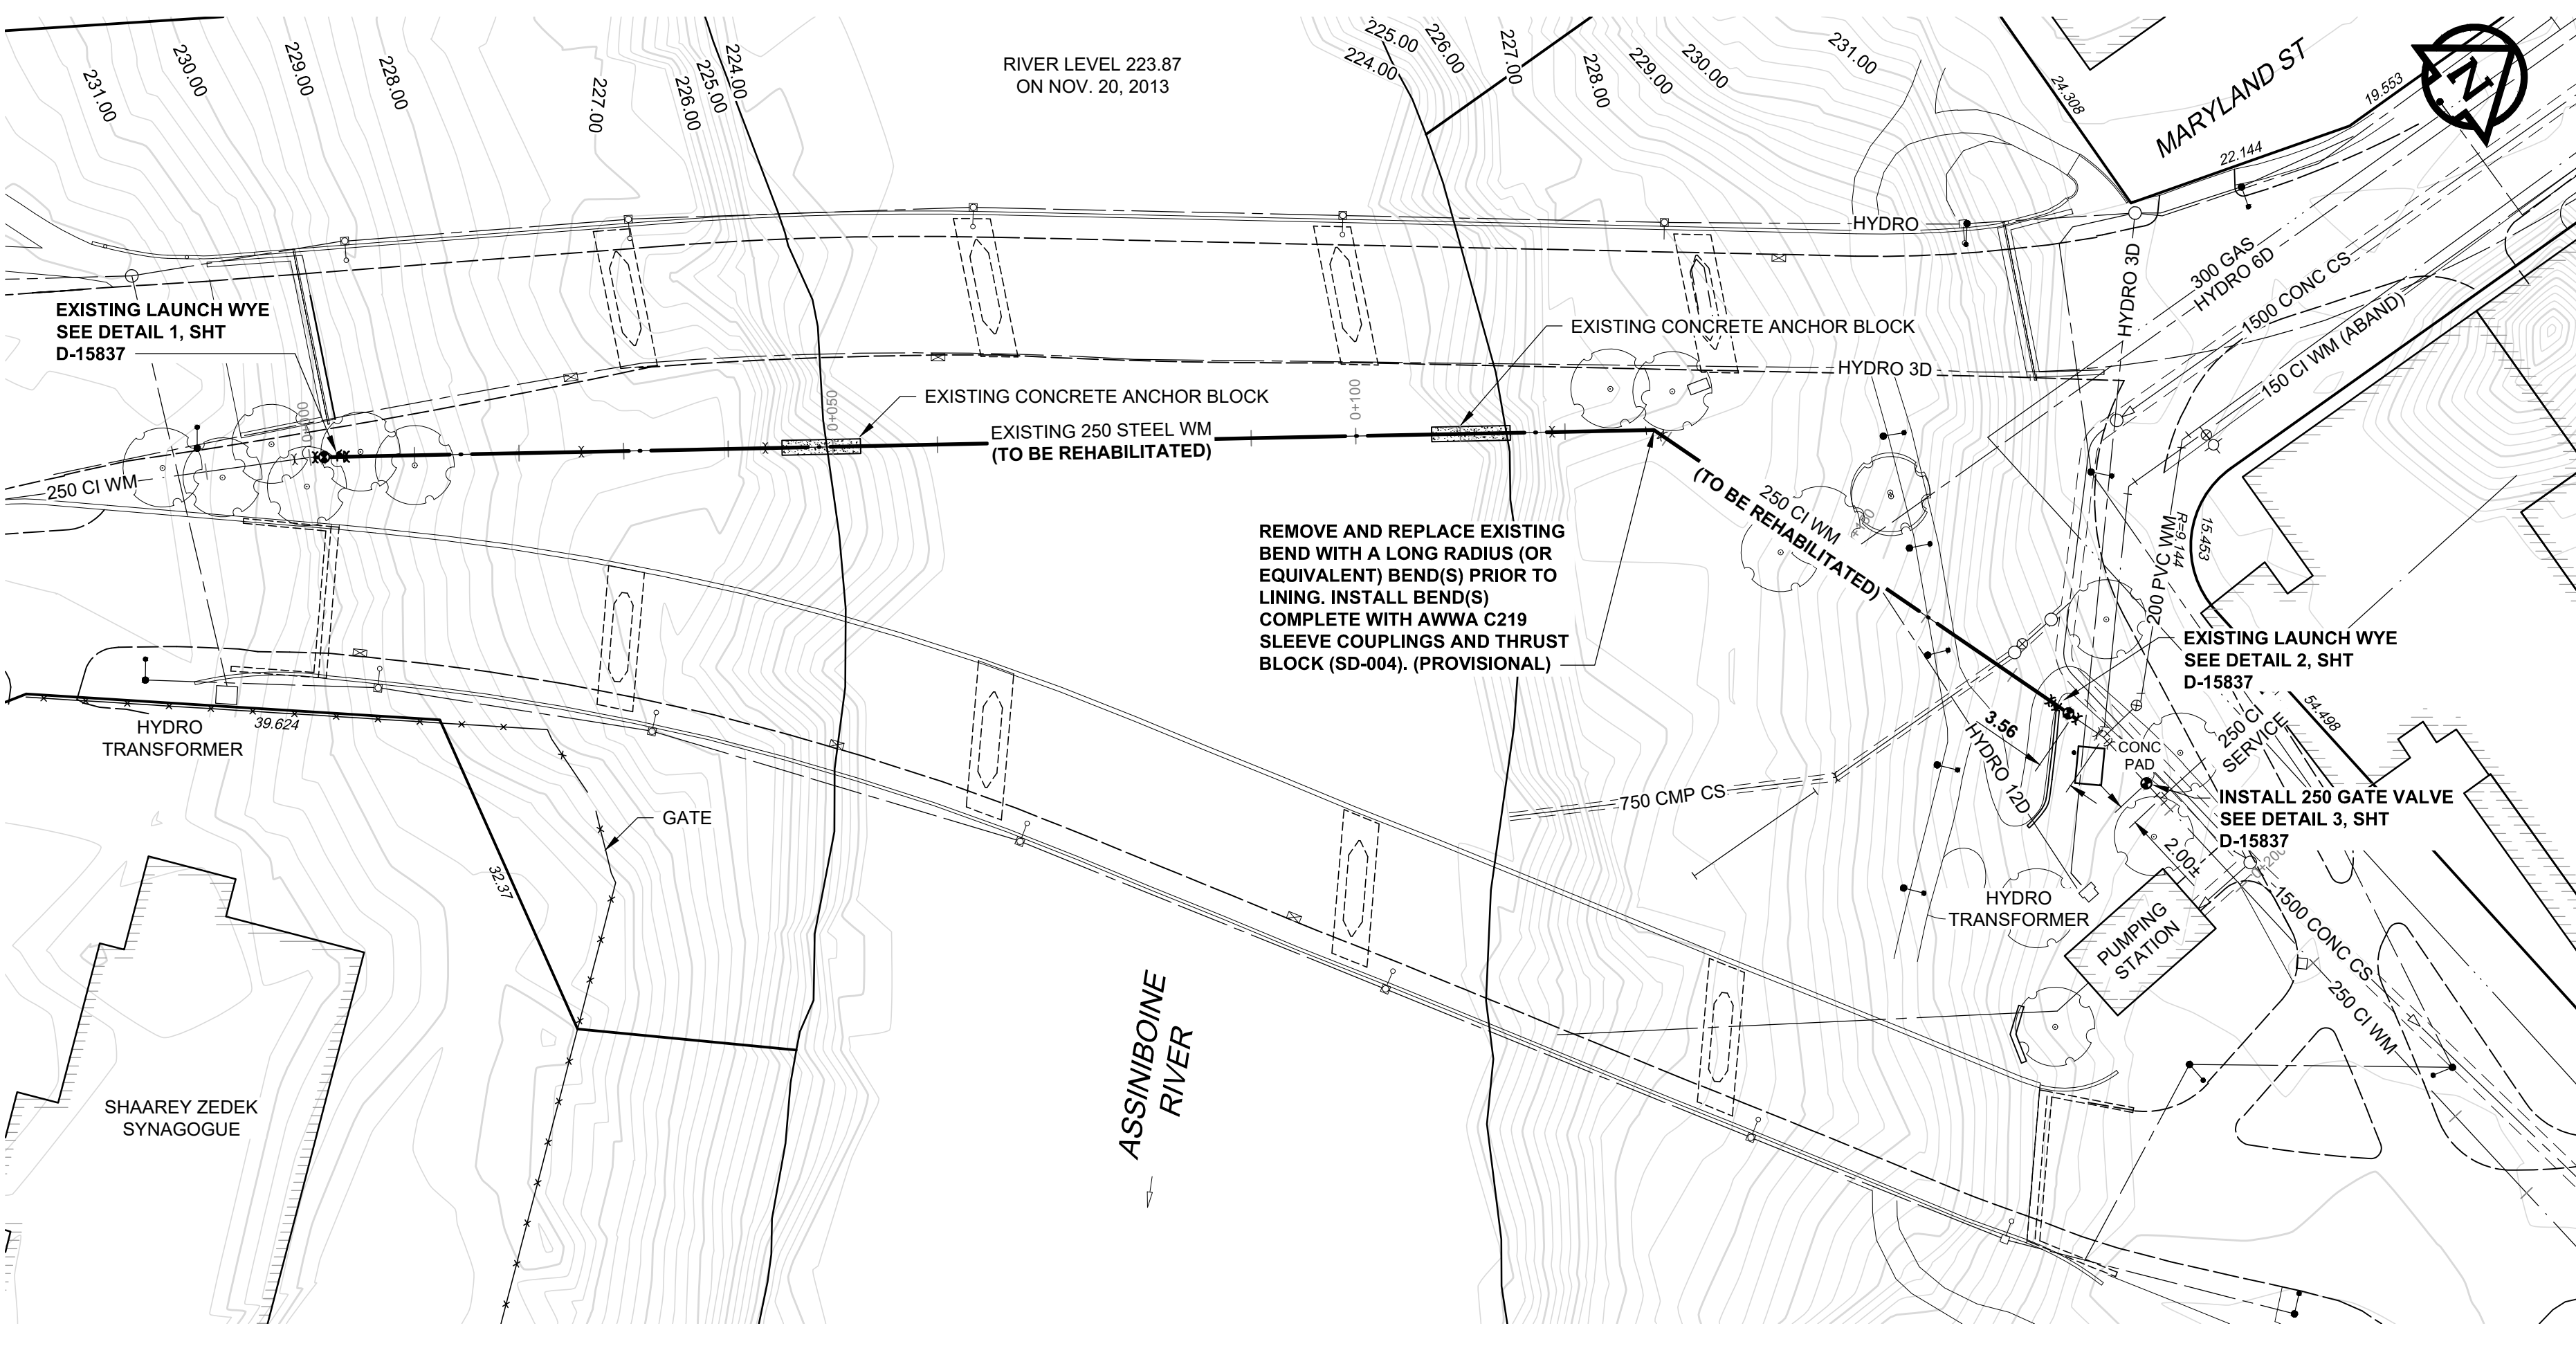 231.00
230.00
229.00
228.00
227.00
226.00
225.00
224.00
RIVER LEVEL 223.87
ON NOV. 20, 2013
225.00
224.00
226.00
227.00
228.00
229.00
230.00
231.00
24.308
MARYLAND ST
19.553
22.144
N
HYDRO
HYDRO 3D
300 GAS
HYDRO 6D
1500 CONC CS
150 CI WM (ABAND)
EXISTING LAUNCH WYE
SEE DETAIL 1, SHT
D-15837
EXISTING CONCRETE ANCHOR BLOCK
HYDRO 3D
EXISTING CONCRETE ANCHOR BLOCK
0+000
0+050
0+100
EXISTING 250 STEEL WM
(TO BE REHABILITATED)
250 CI WM
250 CI WM
(TO BE REHABILITATED)
REMOVE AND REPLACE EXISTING
BEND WITH A LONG RADIUS (OR
EQUIVALENT) BEND(S) PRIOR TO
LINING. INSTALL BEND(S)
COMPLETE WITH AWWA C219
SLEEVE COUPLINGS AND THRUST
BLOCK (SD-004). (PROVISIONAL)
200 PVC WM
R=9.144
15.453
EXISTING LAUNCH WYE
SEE DETAIL 2, SHT
D-15837
54.498
250 CI
SERVICE
3.56
HYDRO 12D
CONC
PAD
HYDRO
TRANSFORMER
39.624
750 CMP CS
INSTALL 250 GATE VALVE
SEE DETAIL 3, SHT
D-15837
2.00±
GATE
32.37
HYDRO
TRANSFORMER
PUMPING
STATION
1500 CONC CS
250 CI WM
ASSINIBOINE
RIVER
SHAAREY ZEDEK
SYNAGOGUE